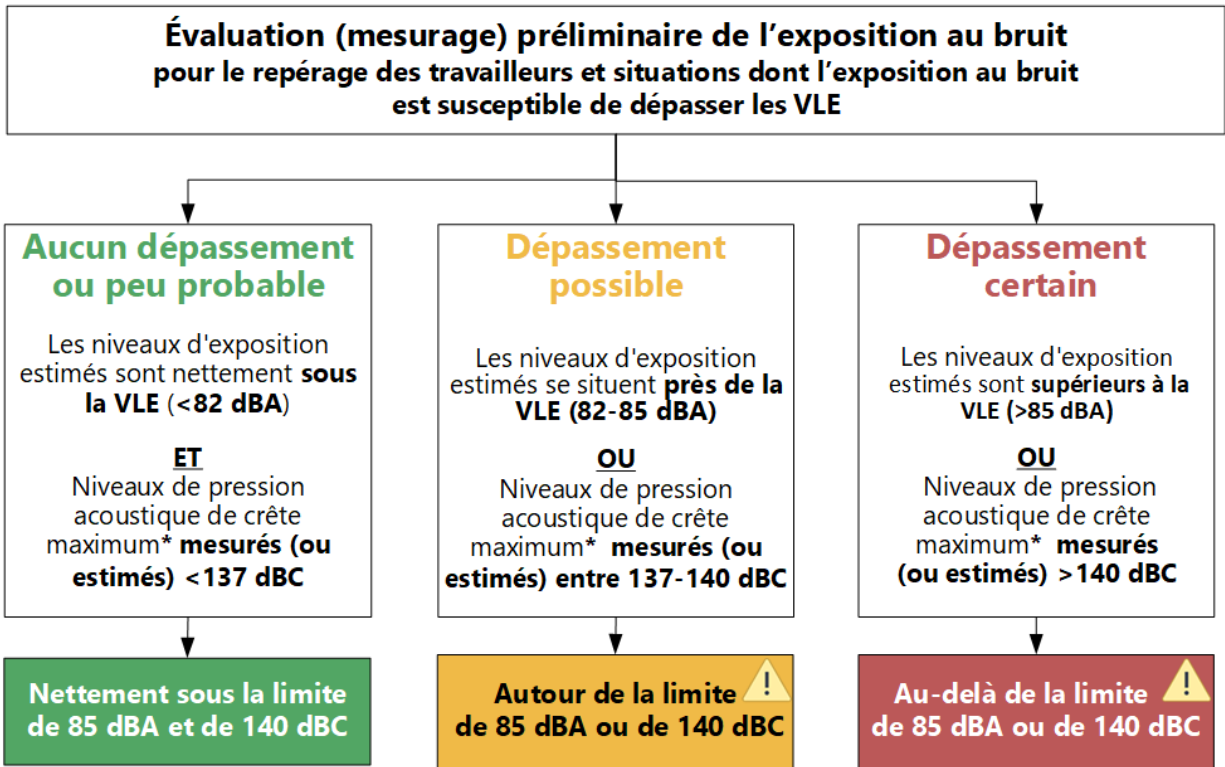 Évaluation (mesurage) préliminaire de l’exposition au bruit
pour le repérage des travailleurs et situations dont l’exposition au bruit
est susceptible de dépasser les VLE
Aucun dépassement
ou peu probable
Les niveaux d'exposition
estimés sont nettement sous
la VLE (<82 dBA)
ET
Niveaux de pression
acoustique de crête
maximum* mesurés (ou
estimés) <137 dBC
Nettement sous la limite
de 85 dBA et de 140 dBC
Dépassement
possible
Les niveaux d'exposition
estimés se situent près de la
VLE (82-85 dBA)
OU
Niveaux de pression
acoustique de crête
maximum* mesurés (ou
estimés) entre 137-140 dBC
Autour de la limite
de 85 dBA ou de 140 dBC
Dépassement
certain
Les niveaux d'exposition
estimés sont supérieurs à la
VLE (>85 dBA)
OU
Niveaux de pression
acoustique de crête
maximum* mesurés
(ou estimés) >140 dBC
Au-delà de la limite
de 85 dBA ou de 140 dBC